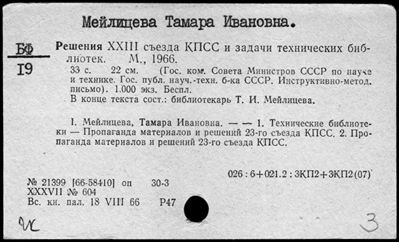 Мейлицева Тамара Ивановна.
БФ
19
Решения XXIII съезда КПСС и задачи технических биб-
лиотек. М., 1966.
33 с. 22 см. (Гос. ком. Совета Министров СССР по науке
и технике. Гос. публ. науч.-техн. б-ка СССР. Инструктивно-метод.
письмо). 1.000 экз. Беспл.
В конце текста сост.: библиотекарь Т. И. Мейлицева.
I. Мейлицева, Тамара Ивановна. — — 1. Технические библиоте-
ки — Пропаганда материалов и решений 23-го съезда КПСС. 2. Про-
паганда материалов и решений 23-го съезда КПСС.
026 : 6+021.2 : 3КП2+3КП2(07)
№ 21399 [66-58410] оп 30-3
XXXVII № 604
Вс. кн. пал. 18 VIII 66 Р47
3